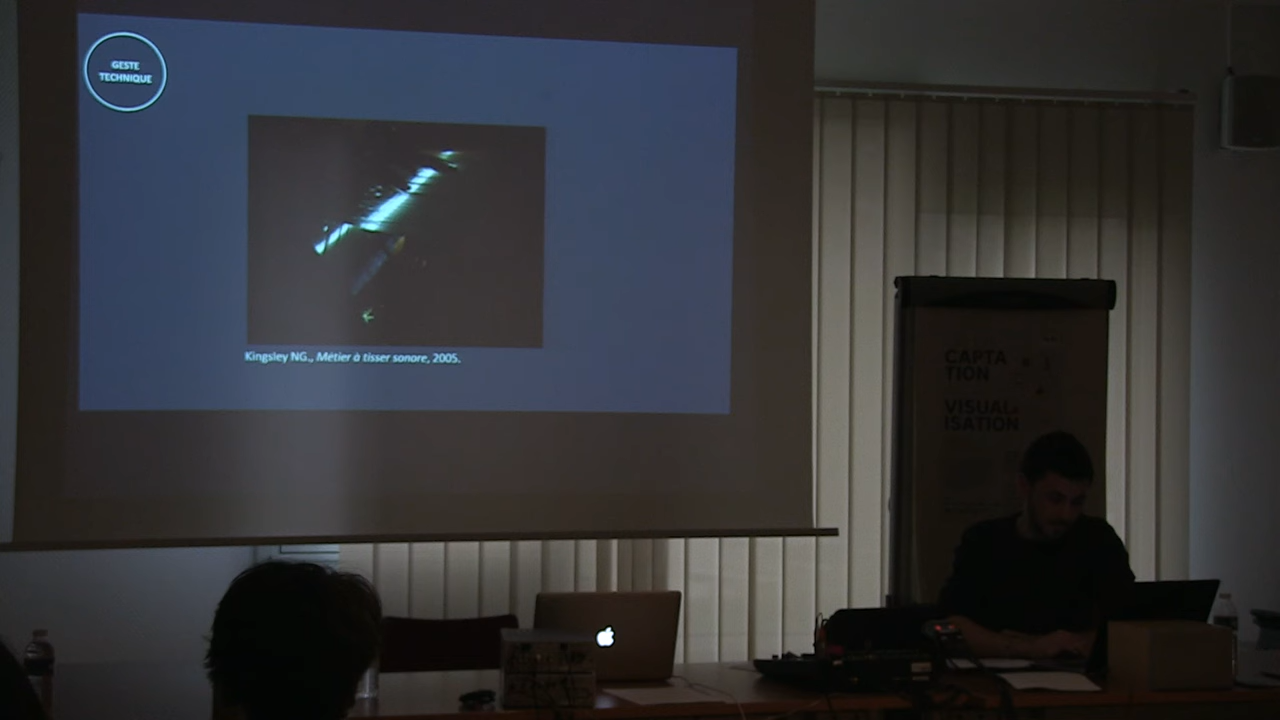 GESTE
TECHNIQUE
Kingsley NG., Métier à tisser sonore, 2005.
CAPTA
TION
VISUAL-
ISATION